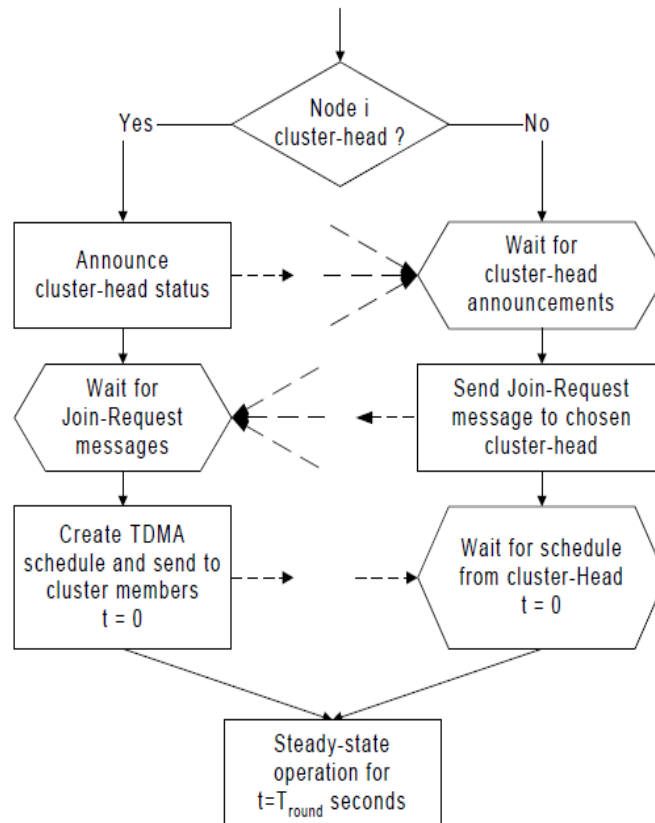 Node i
cluster-head ?
Yes
No
Announce
cluster-head status
Wait for
cluster-head
announcements
Wait for
Join-Request
messages
Send Join-Request
message to chosen
cluster-head
Create TDMA
schedule and send to
cluster members
t = 0
Wait for schedule
from cluster-Head
t = 0
Steady-state
operation for
t=Tround seconds